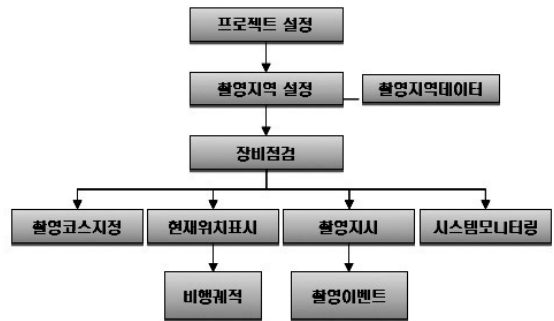 프로젝트 설정
촬영지역 설정
촬영지역데이터
장비점검
촬영코스지정
현재위치표시
촬영지시
시스템모니터링
비행궤적
촬영이벤트